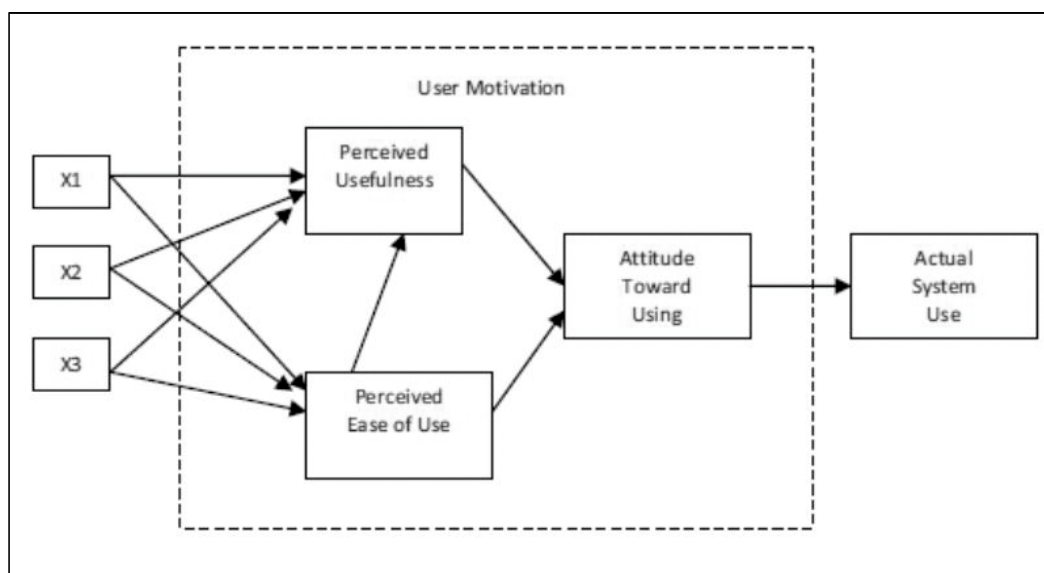 User Motivation
X1
X2
X3
Perceived
Usefulness
Perceived
Ease of Use
Attitude
Toward
Using
Actual
System
Use